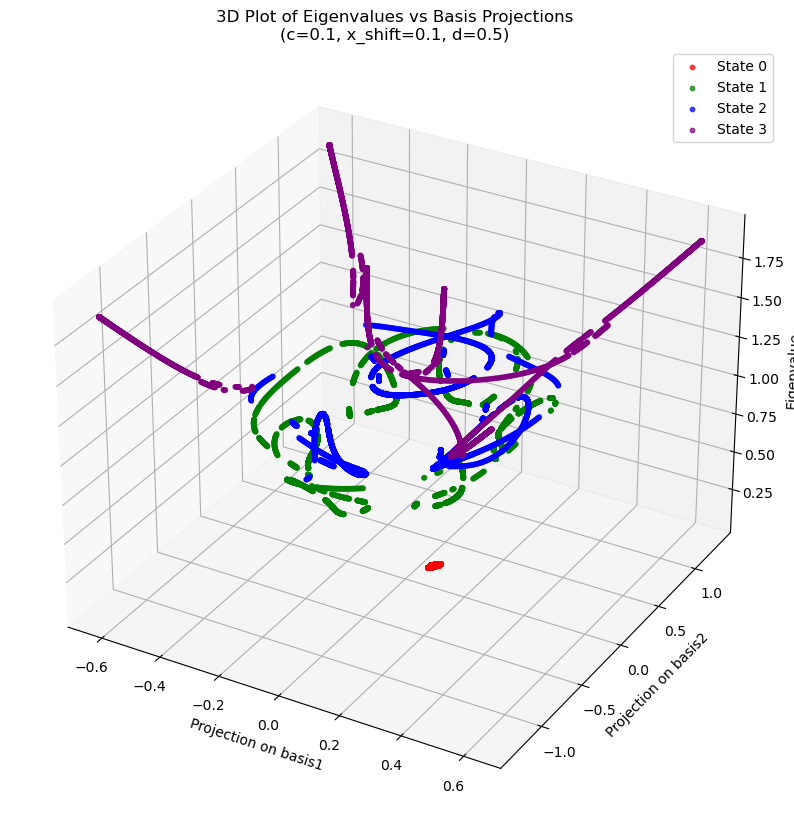 3D Plot of Eigenvalues vs Basis Projections
(c=0.1, x_shift=0.1, d=0.5)
State 0
State 1
State 2
State 3
1.75
1.50
1.25
1.00
0.75
0.50
0.25
Eigenvalue
1.0
0.5
0.0
−0.5
−1.0
Projection on basis2
−0.6
−0.4
−0.2
0.0
0.2
0.4
0.6
Projection on basis1